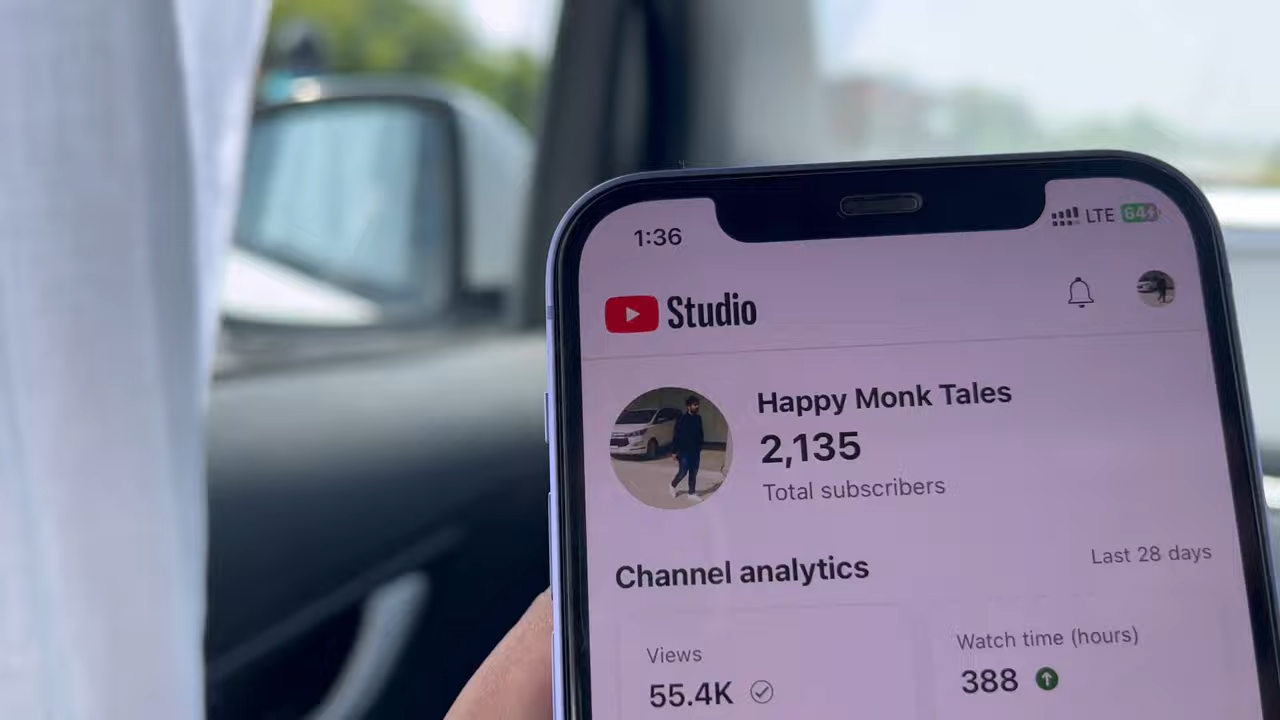 1:36
LTE 64
Studio
Happy Monk Tales
2,135
Total subscribers
Channel analytics
Last 28 days
Views
Watch time (hours)
55.4K
388